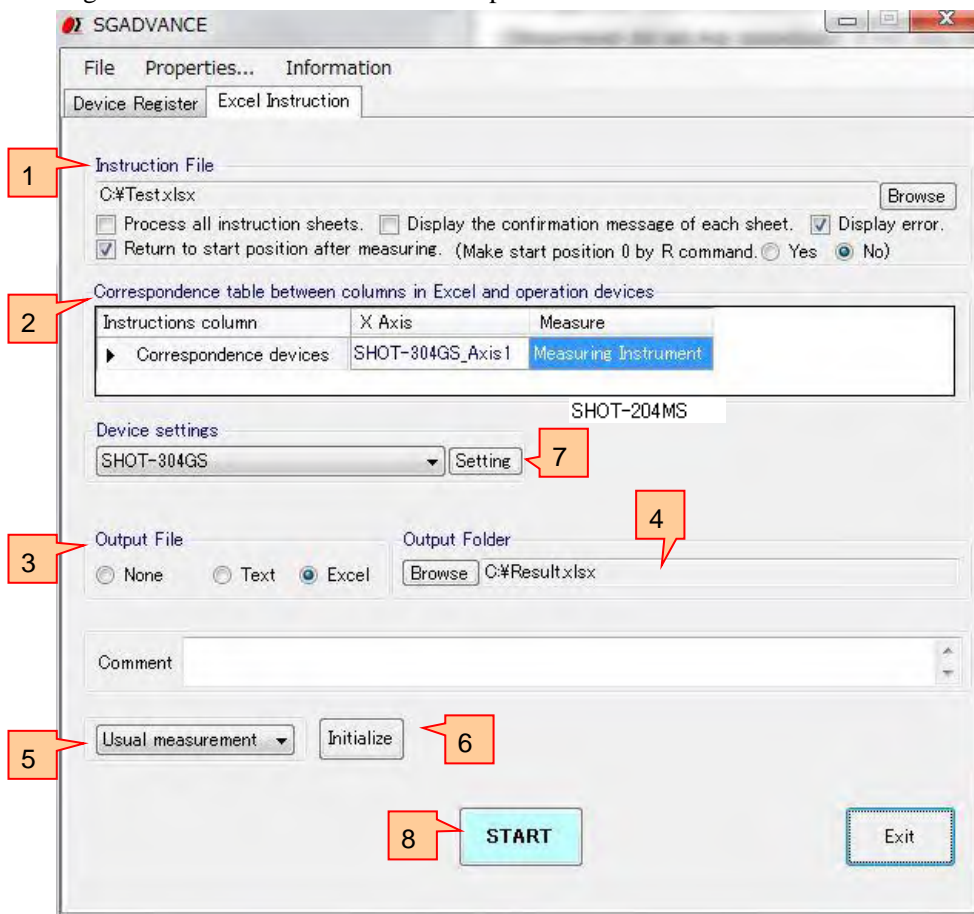 SGADVANCE
File Properties... Information
Device Register Excel Instruction
1
Instruction File
C:¥Test.xlsx Browse
Process all instruction sheets. Display the confirmation message of each sheet. Display error.
Return to start position after measuring. (Make start position 0 by R command. Yes No)
2
Correspondence table between columns in Excel and operation devices
Instructions column X Axis Measure
Correspondence devices SHOT-304GS_Axis1 Measuring Instrument
SHOT-204MS
Device settings
SHOT-304GS Setting 7
3
Output File
None Text Excel
4
Output Folder
Browse C:¥Result.xlsx
Comment
5
Usual measurement Initialize 6
8 START Exit